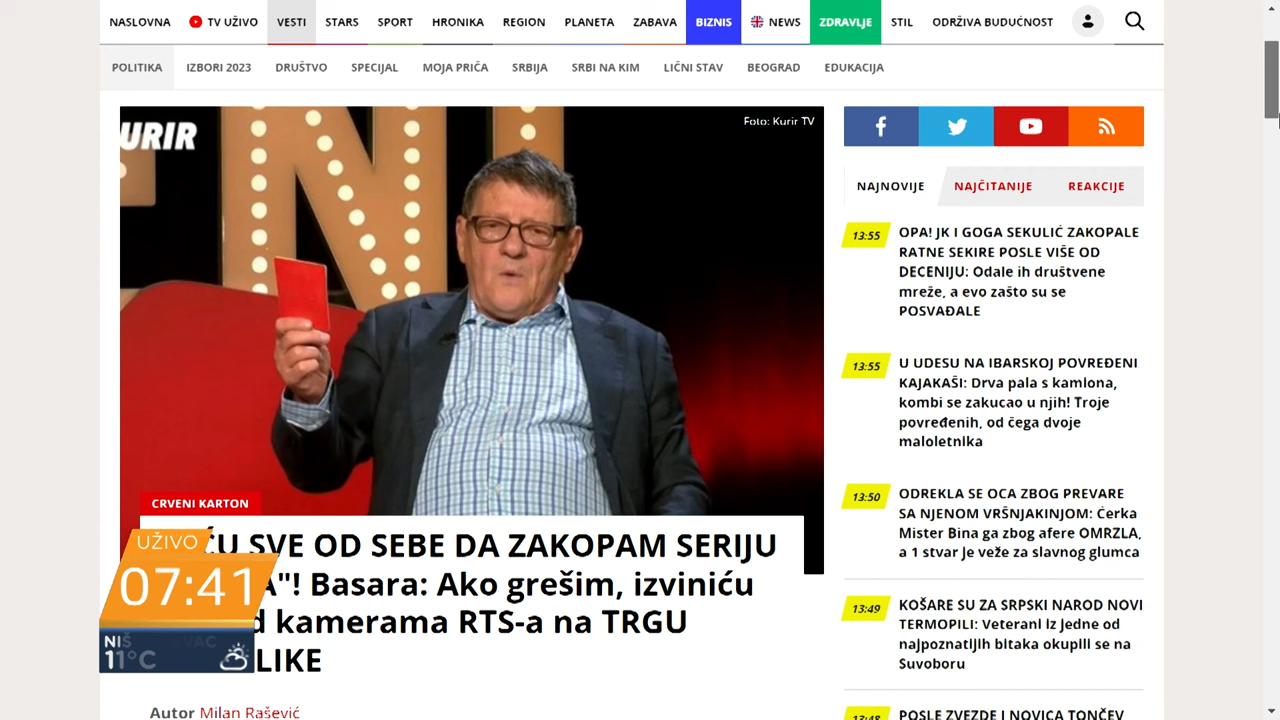 NASLOVNA TV UŽIVO VESTI STARS SPORT HRONIKA REGION PLANETA ZABAVA BIZNIS NEWS ZDRAVLJE STIL ODRŽIVA BUDUĆNOST
POLITIKA IZBORI 2023 DRUŠTVO SPECIJAL MOJA PRIČA SRBIJA SRBI NA KIM LIČNI STAV BEOGRAD EDUKACIJA
URIR
Foto: Kurir TV
CRVENI KARTON
ĆU SVE OD SEBE DA ZAKOPAM SERIJU
A"! Basara: Ako grešim, izviniću
d kamerama RTS-a na TRGU
LIKE
Autor Milan Rašević
UŽIVO
07:41
NIŠ
11°C
NAJNOVIJE NAJČITANIJE REAKCIJE
13:55
OPA! JK I GOGA SEKULIĆ ZAKOPALE
RATNE SEKIRE POSLE VIŠE OD
DECENIJU: Odale ih društvene
mreže, a evo zašto su se
POSVAĐALE
13:55
U UDESU NA IBARSKOJ POVREĐENI
KAJAKAŠI: Drva pala s kamiona,
kombi se zakucao u njih! Troje
povređenih, od čega dvoje
maloletnika
13:50
ODREKLA SE OCA ZBOG PREVARE
SA NJENOM VRŠNJAKINJOM: Ćerka
Mister Bina ga zbog afere OMRZLA,
a 1 stvar je veže za slavnog glumca
13:49
KOŠARE SU ZA SRPSKI NAROD NOVI
TERMOPILI: Veterani iz jedne od
najpoznatijih bitaka okupili se na
Suvoboru
13:48
POSLE ZVEZDE I NOVICA TONČEV